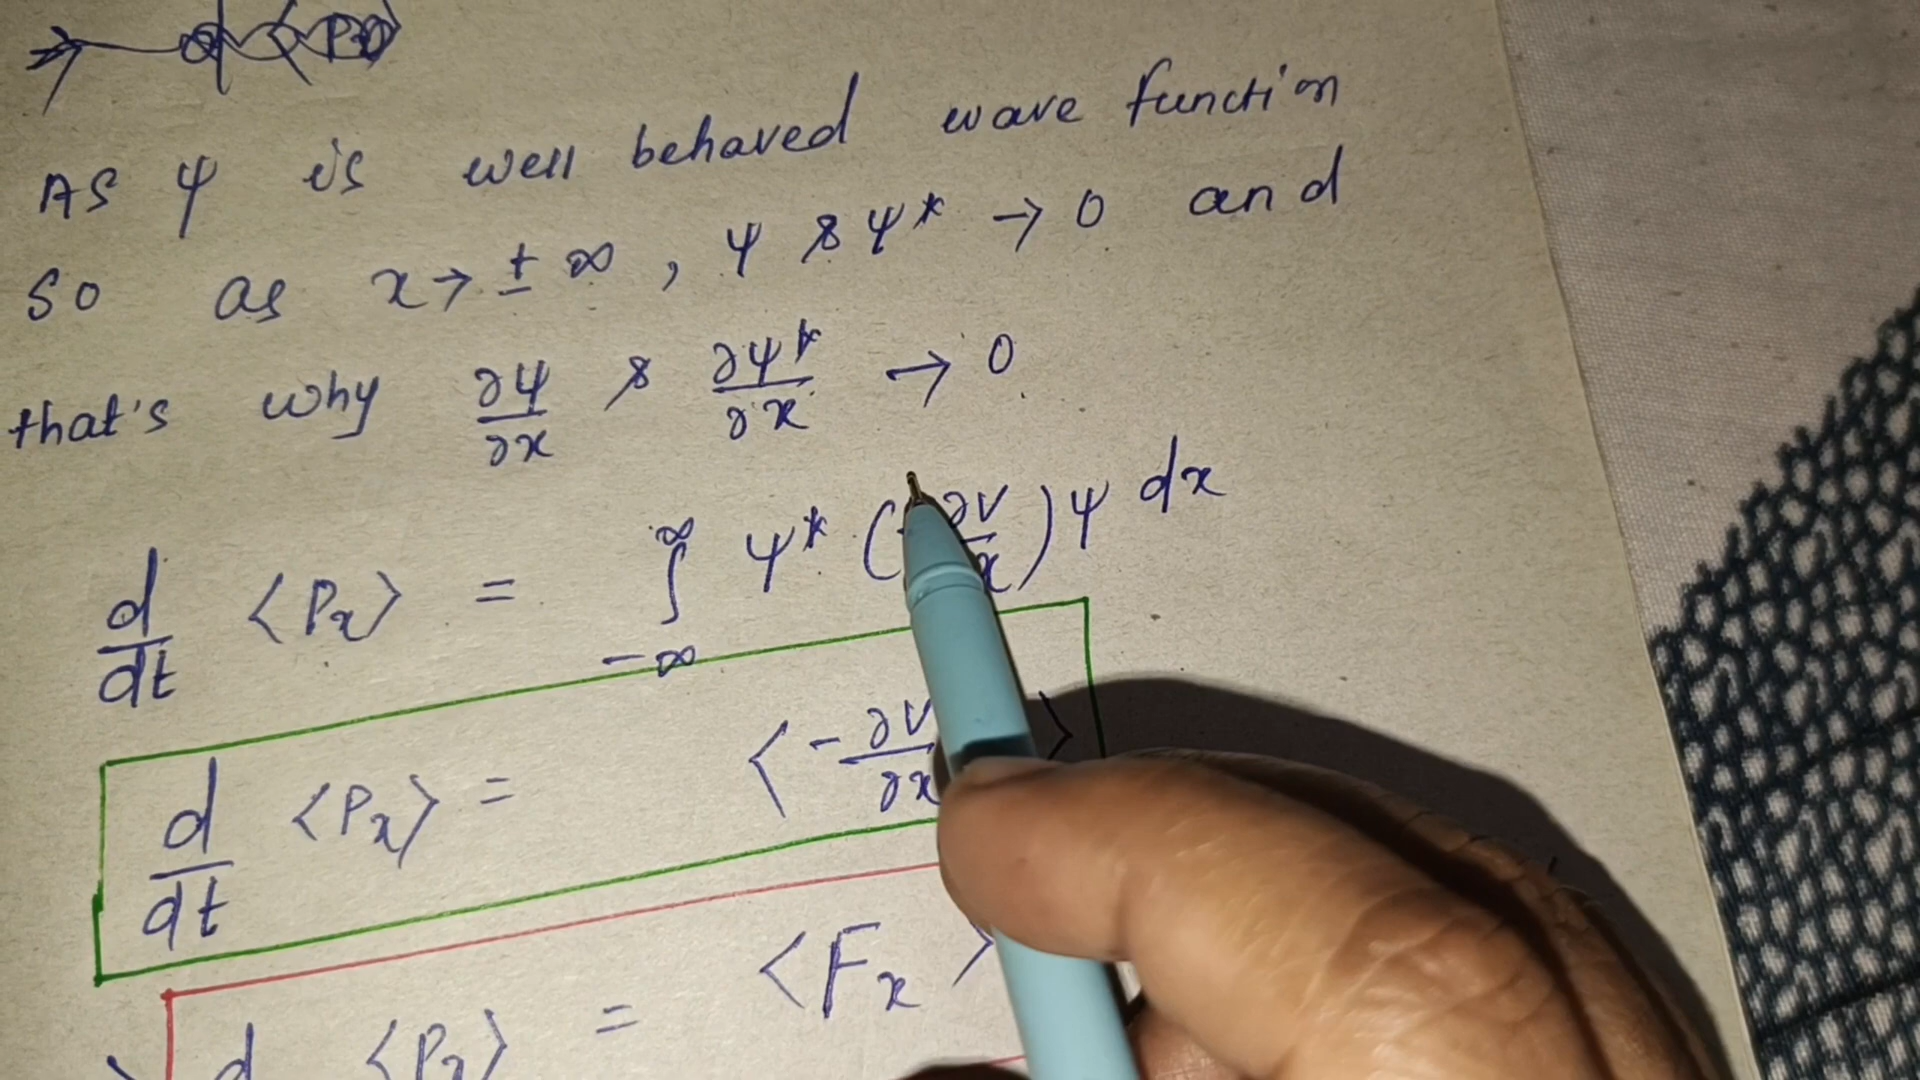 As ψ is well behaved wave function
so as x → ± ∞ , ψ & ψ* → 0 and
that's why ∂ψ/∂x & ∂ψ*/∂x → 0
d/dt <Px> = ∫_{-∞}^{∞} ψ* ( ∂V/ x ) ψ dx
d/dt <Px> = < -∂V/∂x >
d <Px> = <Fx>